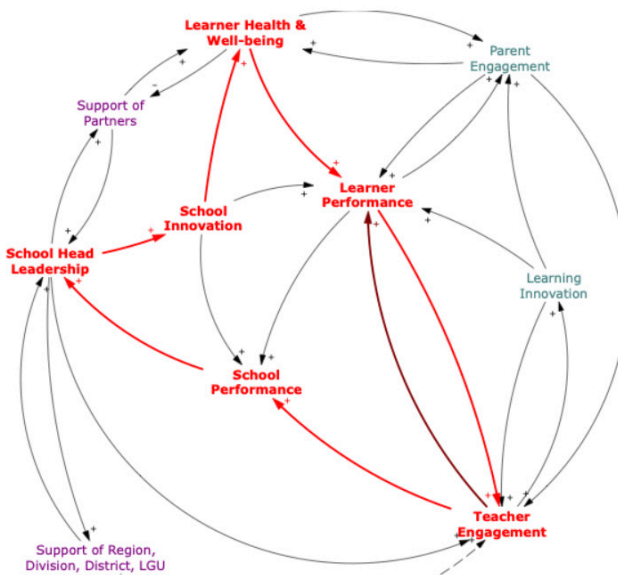 Learner Health &
Well-being
Parent
Engagement
Support of
Partners
Learner
Performance
School
Innovation
School Head
Leadership
Learning
Innovation
School
Performance
Teacher
Engagement
Support of Region,
Division, District, LGU